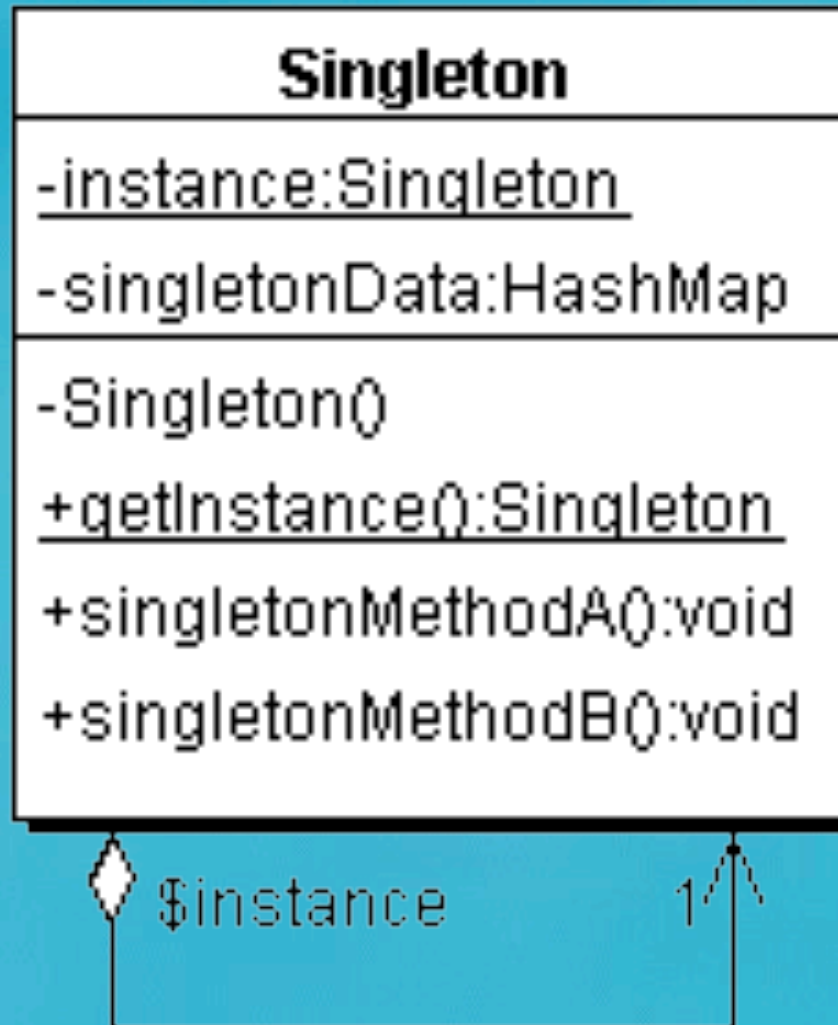 Singleton
-instance:Singleton
-singletonData:HashMap
-Singleton()
+getInstance():Singleton
+singletonMethodA():void
+singletonMethodB():void
$instance 1